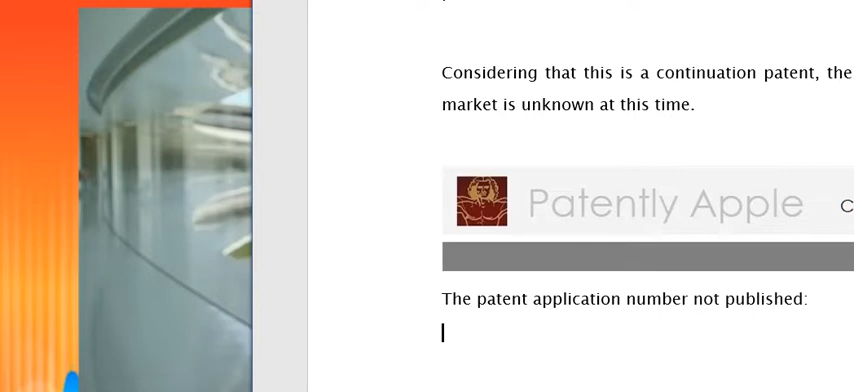 Considering that this is a continuation patent, the
market is unknown at this time.
Patently Apple
The patent application number not published: